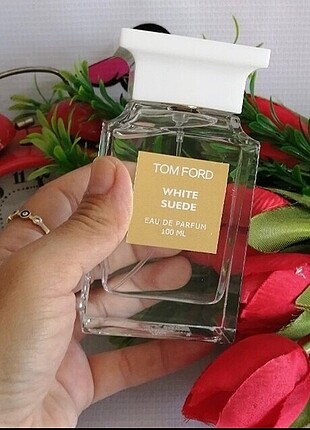 TOM FORD
WHITE
SUEDE
EAU DE PARFUM
100 ML